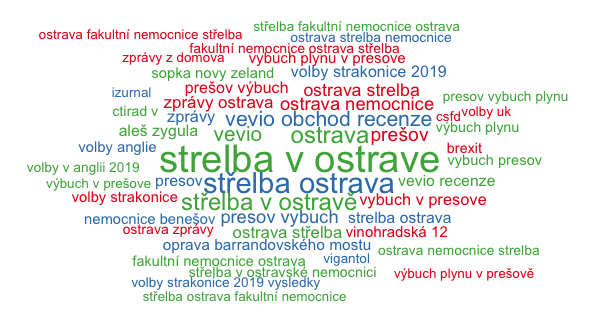 střelba fakultní nemocnice ostrava
ostrava fakultní nemocnice střelba
ostrava strelba nemocnice
fakultní nemocnice ostrava střelba
zprávy z domova
vybuch plynu v presove
sopka novy zeland
volby strakonice 2019
izurnal
prešov výbuch
ostrava strelba
presov vybuch plynu
zprávy ostrava
ostrava nemocnice
ctirad v
zprávy
vevio obchod recenze
csfd
volby uk
aleš zygula
vevio
ostrava
prešov
výbuch plynu
volby anglie
strelba v ostrave
brexit
vybuch presov
volby v anglii 2019
výbuch v prešove
presov
střelba ostrava
vevio recenze
volby strakonice
střelba v ostravě
vybuch v presove
nemocnice benešov
presov vybuch
strelba ostrava
ostrava zprávy
ostrava střelba
vinohradská 12
oprava barrandovského mostu
ostrava nemocnice strelba
fakultní nemocnice ostrava
vigantol
střelba v ostravské nemocnici
výbuch plynu v prešově
volby strakonice 2019 vysledky
střelba ostrava fakultní nemocnice